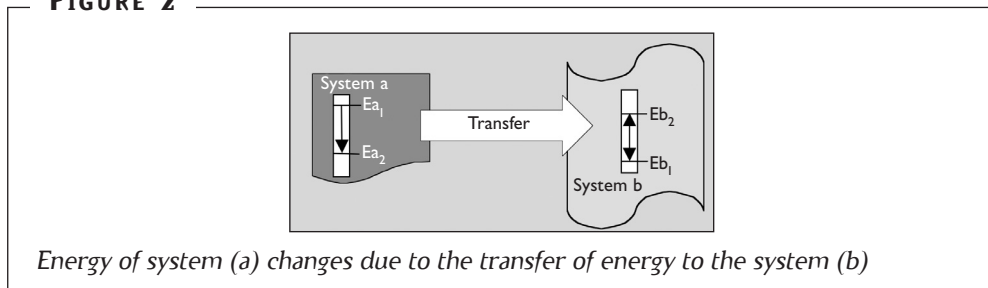 FIGURE 2
System a
Ea₁
Transfer
Eb₂
Ea₂
Eb₁
System b
Energy of system (a) changes due to the transfer of energy to the system (b)